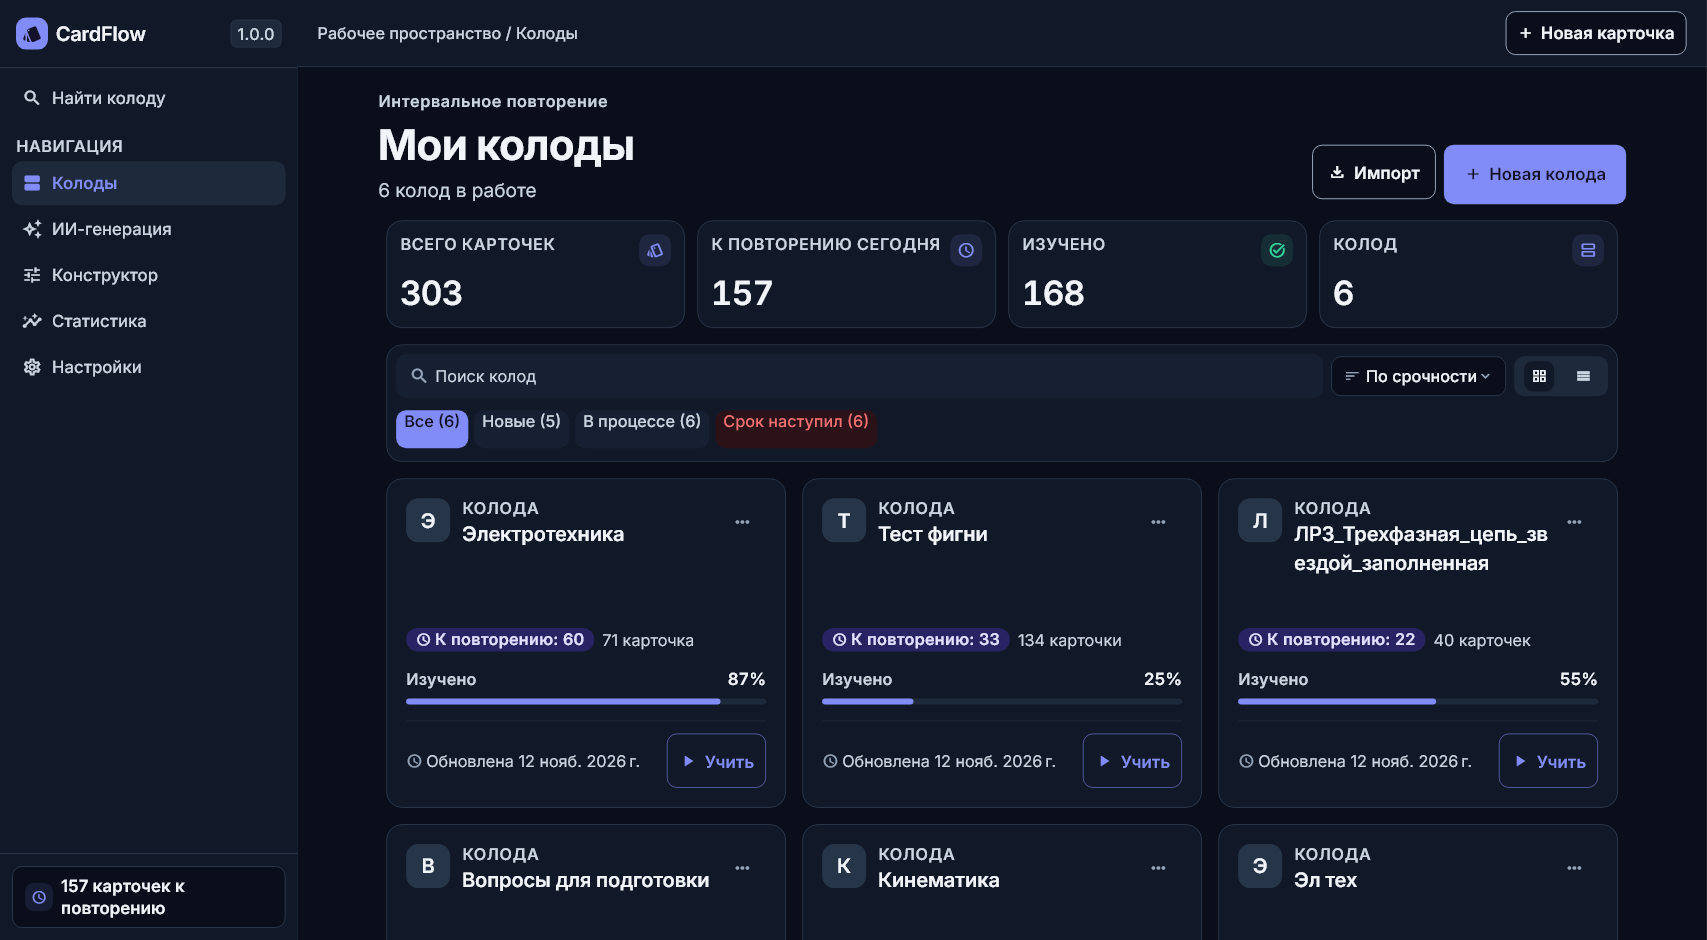 CardFlow
1.0.0
Найти колоду
НАВИГАЦИЯ
Колоды
ИИ-генерация
Конструктор
Статистика
Настройки
157 карточек к
повторению
Рабочее пространство / Колоды
+ Новая карточка
Интервальное повторение
Мои колоды
6 колод в работе
Импорт
+ Новая колода
ВСЕГО КАРТОЧЕК
303
К ПОВТОРЕНИЮ СЕГОДНЯ
157
ИЗУЧЕНО
168
КОЛОД
6
Поиск колод
По срочности
Все (6)
Новые (5)
В процессе (6)
Срок наступил (6)
Э
КОЛОДА
Электротехника
К повторению: 60
71 карточка
Изучено
87%
Обновлена 12 нояб. 2026 г.
Учить
Т
КОЛОДА
Тест фигни
К повторению: 33
134 карточки
Изучено
25%
Обновлена 12 нояб. 2026 г.
Учить
Л
КОЛОДА
ЛР3_Трехфазная_цепь_зв
ездой_заполненная
К повторению: 22
40 карточек
Изучено
55%
Обновлена 12 нояб. 2026 г.
Учить
В
КОЛОДА
Вопросы для подготовки
К
КОЛОДА
Кинематика
Э
КОЛОДА
Эл тех